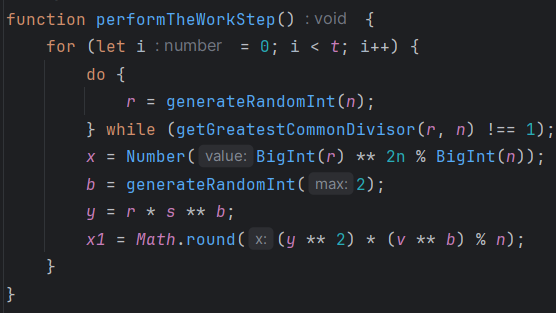 function performTheWorkStep() : void {
for (let i : number = 0; i < t; i++) {
do {
r = generateRandomInt(n);
} while (getGreatestCommonDivisor(r, n) !== 1);
x = Number( value: BigInt(r) ** 2n % BigInt(n));
b = generateRandomInt( max: 2);
y = r * s ** b;
x1 = Math.round( x: (y ** 2) * (v ** b) % n);
}
}